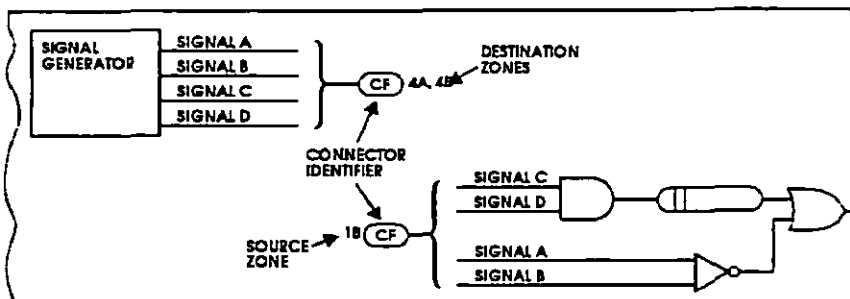 SIGNAL GENERATOR
SIGNAL A
SIGNAL B
SIGNAL C
SIGNAL D
CF
4A, 4B
DESTINATION ZONES
CONNECTOR IDENTIFIER
SOURCE ZONE
1B
CF
SIGNAL C
SIGNAL D
SIGNAL A
SIGNAL B